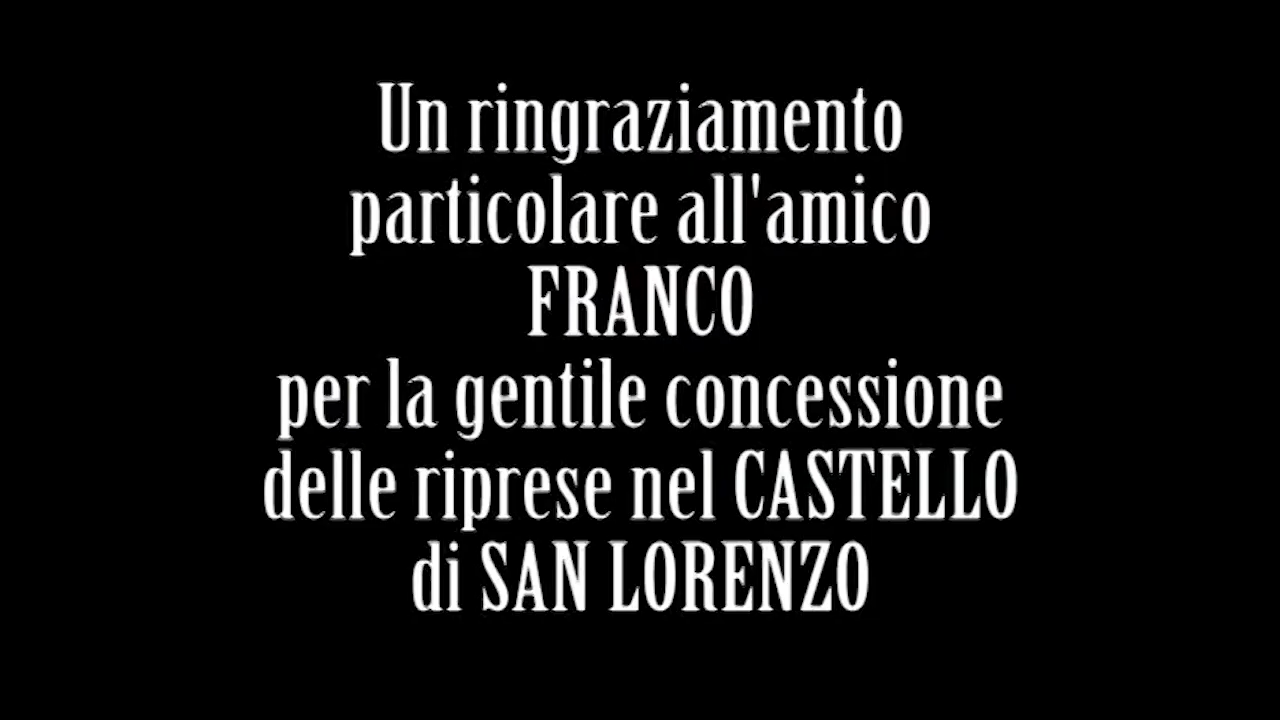 Un ringraziamento
particolare all'amico
FRANCO
per la gentile concessione
delle riprese nel CASTELLO
di SAN LORENZO